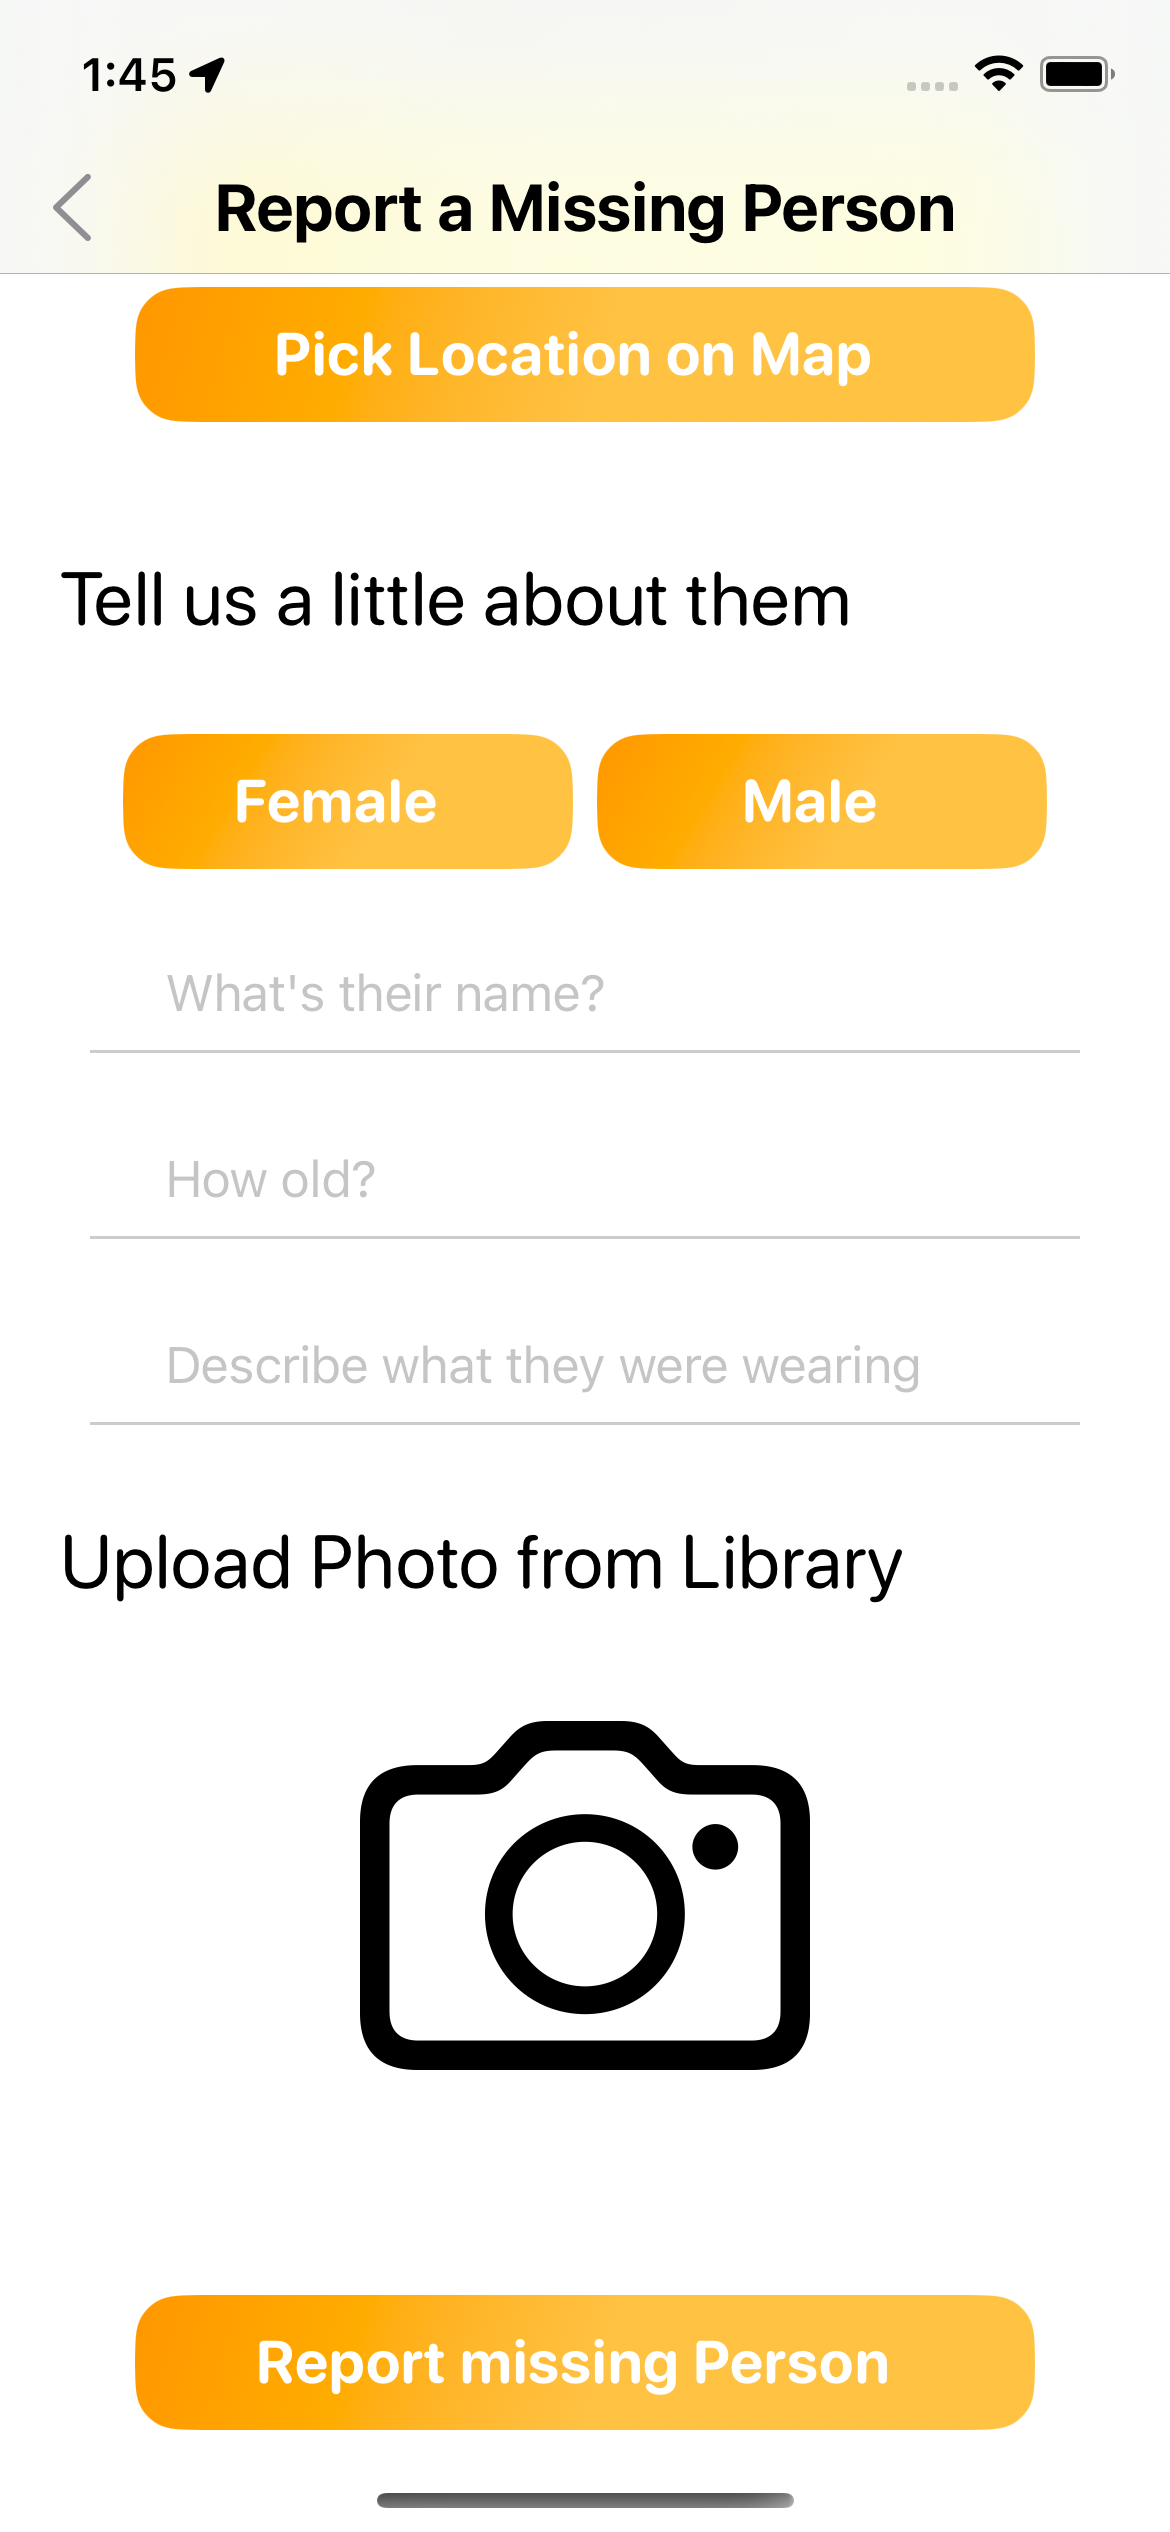 1:45
Report a Missing Person
Pick Location on Map
Tell us a little about them
Female Male
What's their name?
How old?
Describe what they were wearing
Upload Photo from Library
Report missing Person